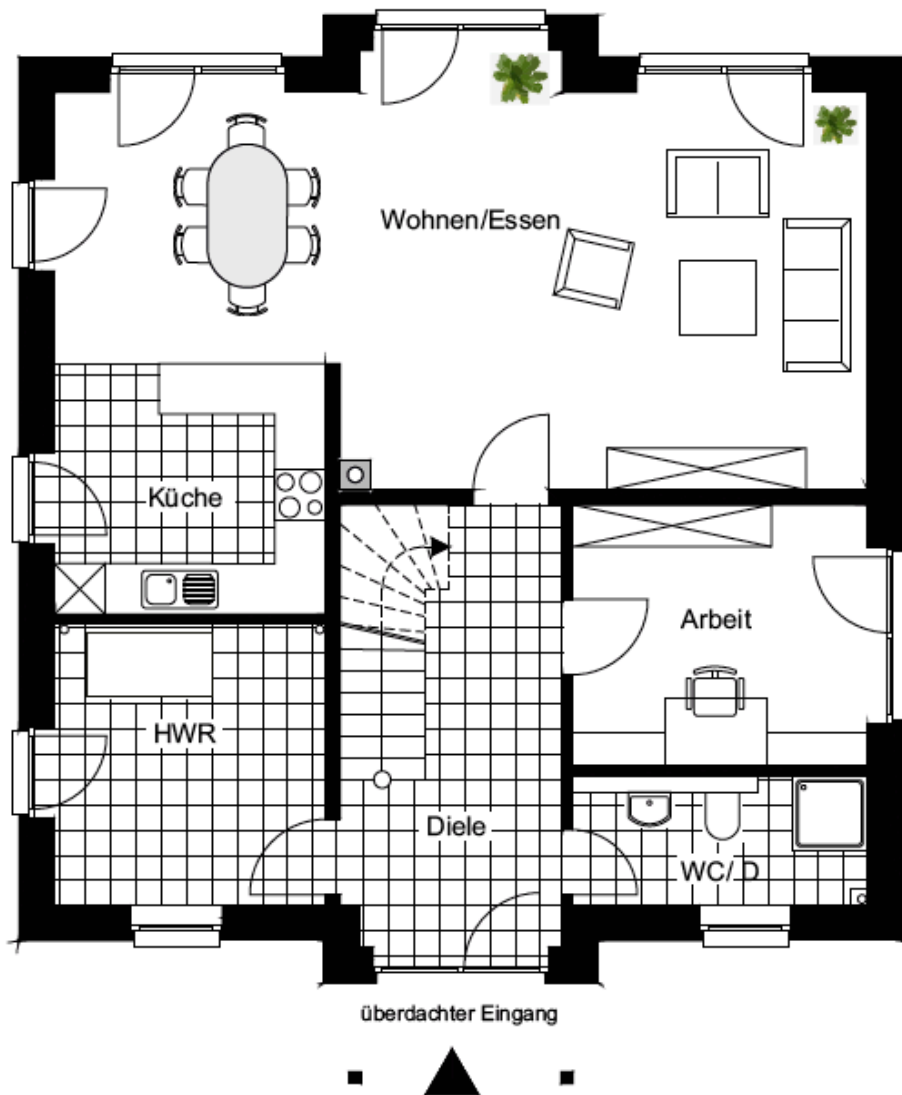 Wohnen/Essen
Küche
Arbeit
HWR
Diele
WC/ D
überdachter Eingang